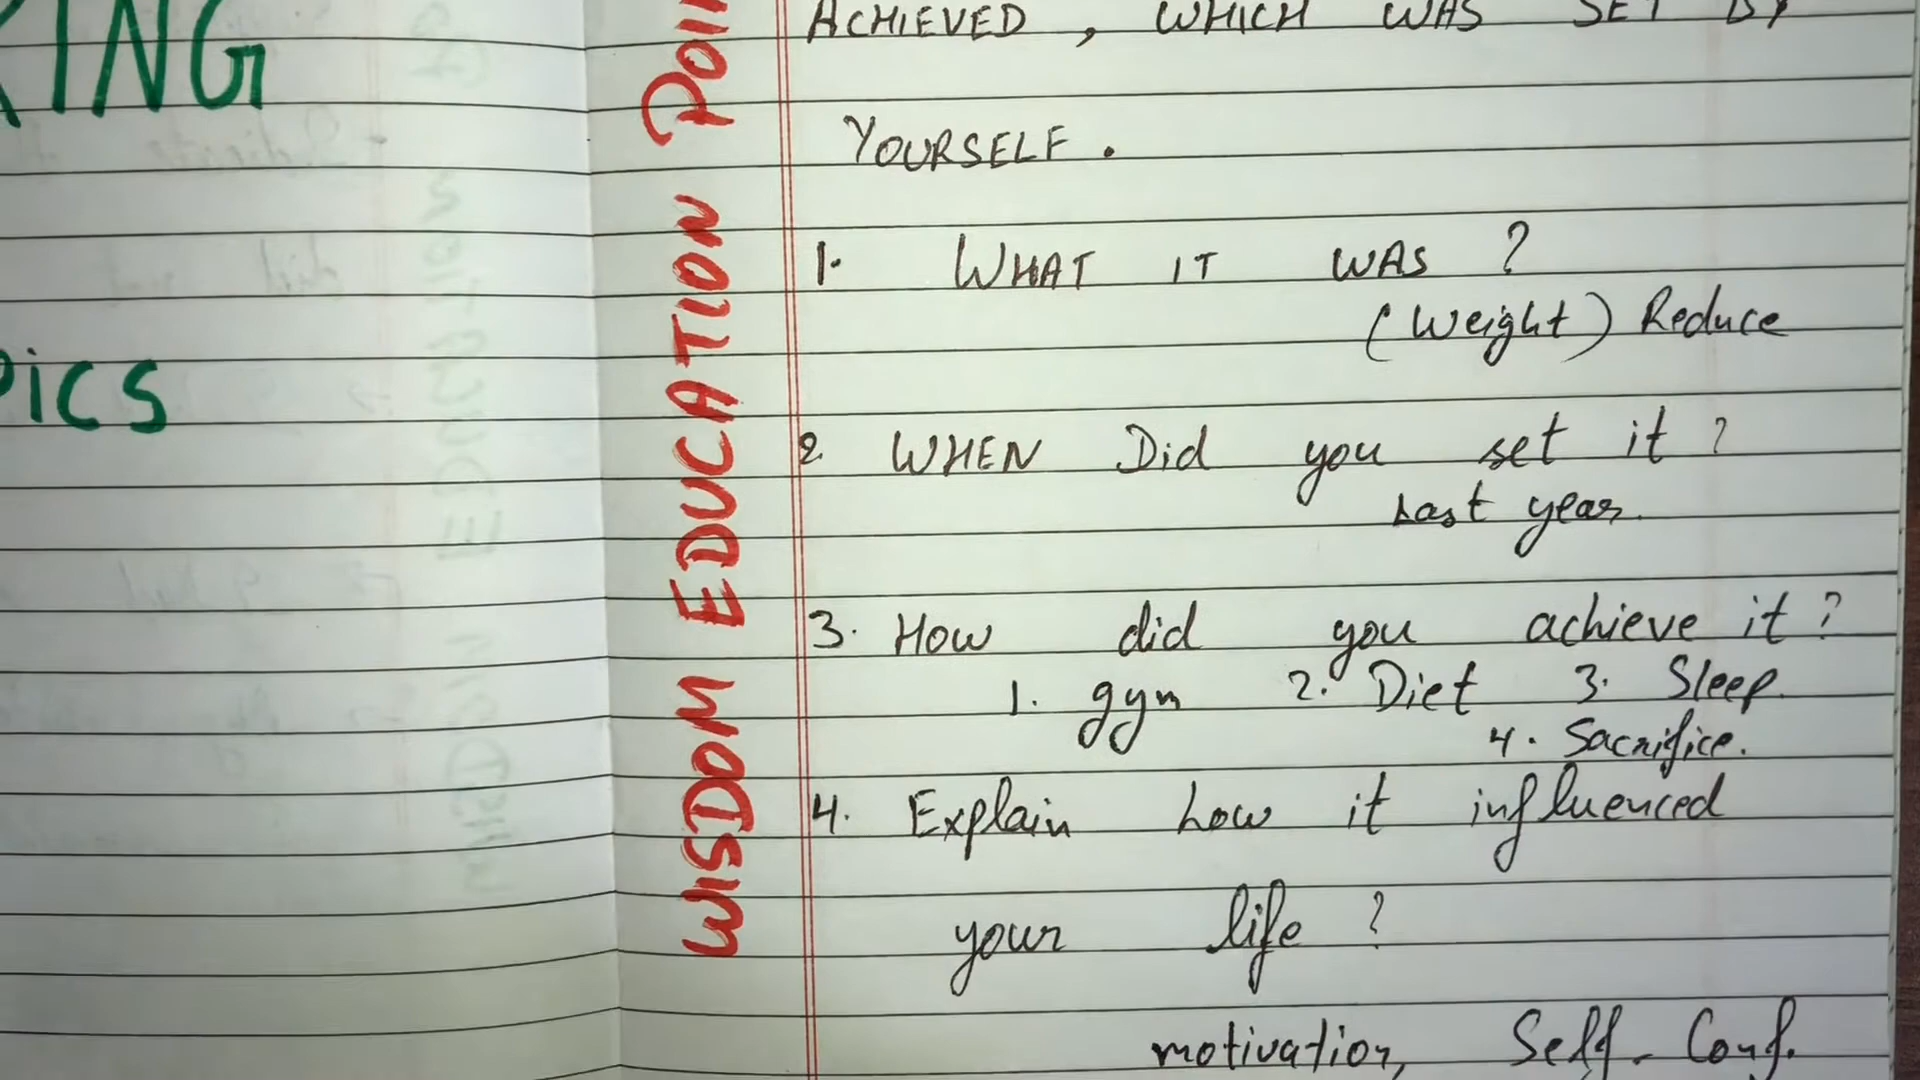 KING
PICS
WISDOM EDUCATION POIN
ACHIEVED, WHICH WAS SET BY
YOURSELF.
1. WHAT IT WAS ?
(Weight) Reduce
2. WHEN Did you set it ?
Last year.
3. How did you achieve it ?
1. gym 2. Diet 3. Sleep.
4. Sacrifice.
4. Explain how it influenced
your life ?
motivation, Self-Conf.